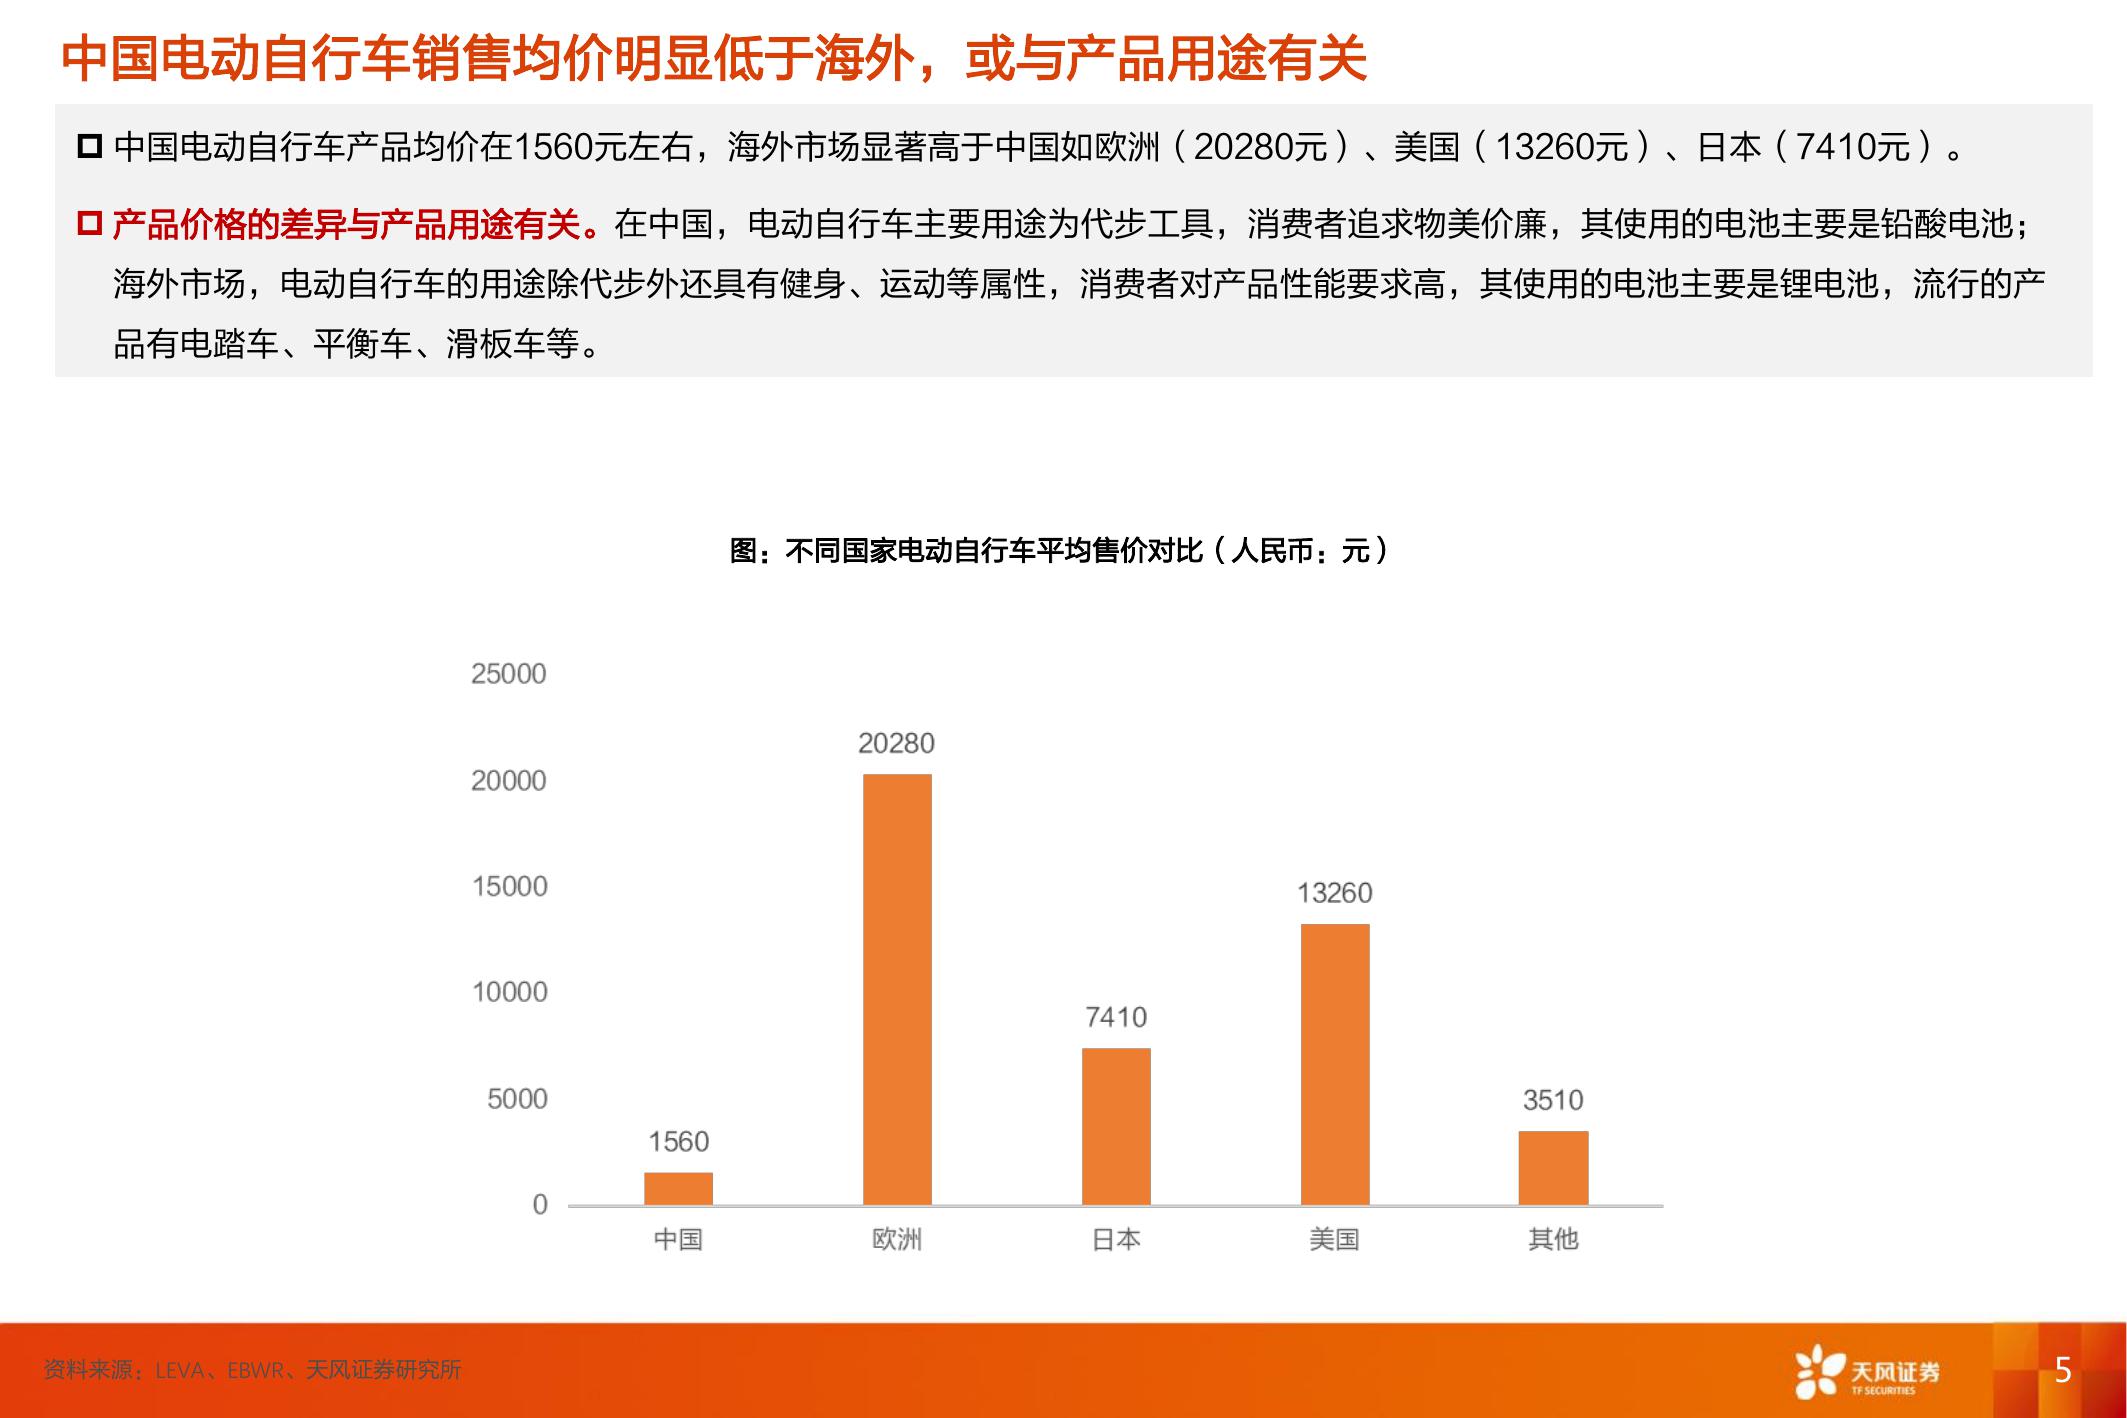 中国电动自行车销售均价明显低于海外，或与产品用途有关
中国电动自行车产品均价在1560元左右，海外市场显著高于中国如欧洲（20280元）、美国（13260元）、日本（7410元）。
产品价格的差异与产品用途有关。在中国，电动自行车主要用途为代步工具，消费者追求物美价廉，其使用的电池主要是铅酸电池；
海外市场，电动自行车的用途除代步外还具有健身、运动等属性，消费者对产品性能要求高，其使用的电池主要是锂电池，流行的产
品有电踏车、平衡车、滑板车等。
图：不同国家电动自行车平均售价对比（人民币：元）
25000
20000
15000
10000
5000
0
1560
20280
7410
13260
3510
中国
欧洲
日本
美国
其他
资料来源：LEVA、EBWR、天风证券研究所
天风证券
TF SECURITIES
5